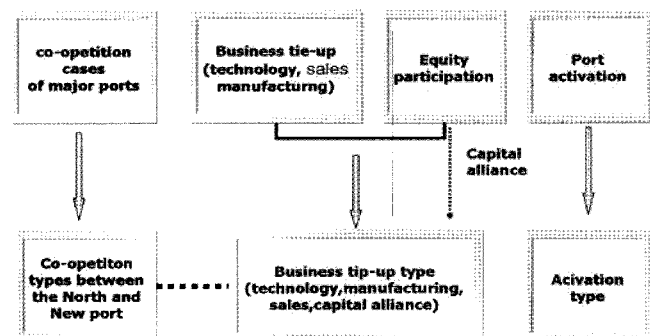 co-opetition
cases
of major ports
Business tie-up
(technology, sales
manufacturng)
Equity
participation
Port
activation
Capital
alliance
Co-opetiton
types between
the North and
New port
Business tip-up type
(technology,manufacturing,
sales,capital alliance)
Acivation
type